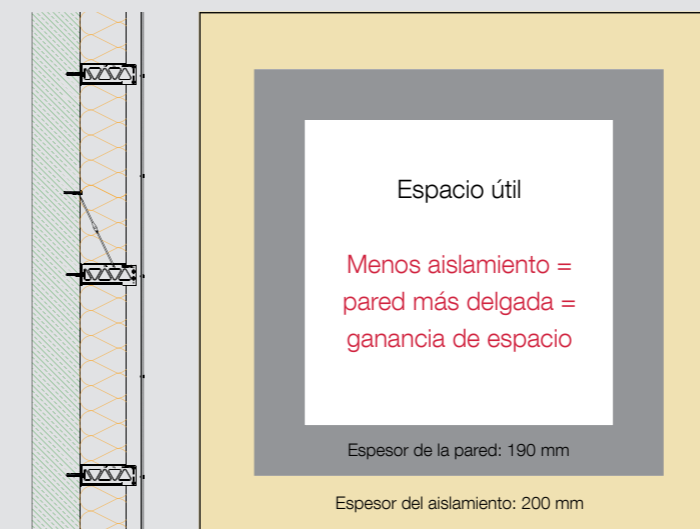 Espacio útil
Menos aislamiento =
pared más delgada =
ganancia de espacio
Espesor de la pared: 190 mm
Espesor del aislamiento: 200 mm